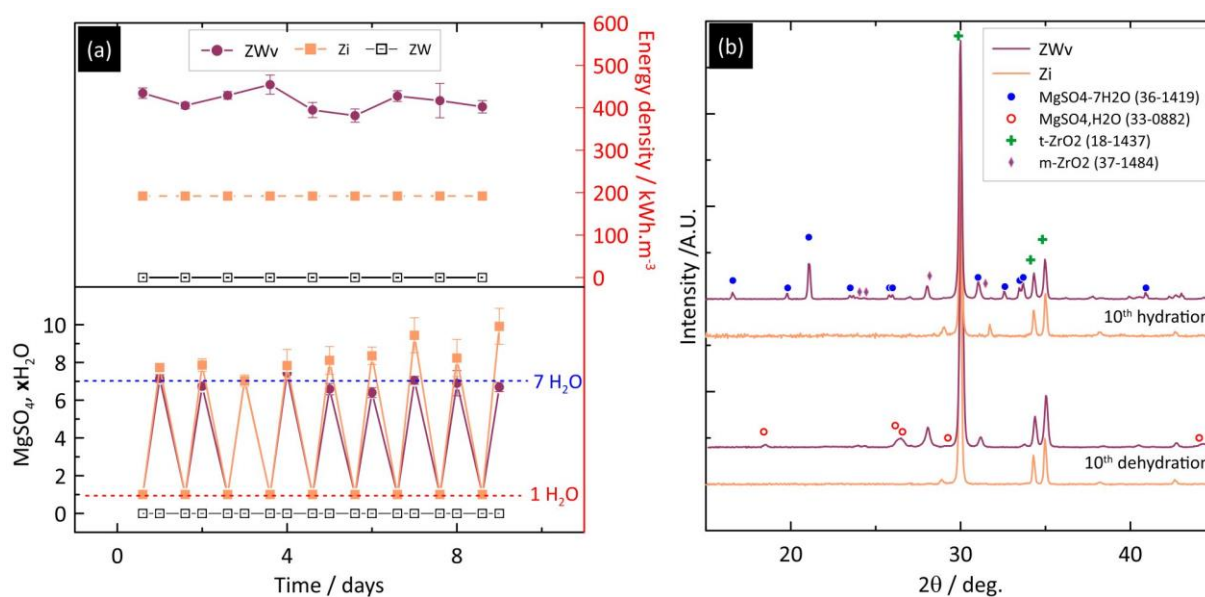 (a)
ZWv Zi ZW
600
500
400
300
200
100
0
Energy density / kWh.m-3
10
8
6
4
2
0
MgSO4, xH2O
7 H2O
1 H2O
0 4 8
Time / days
(b)
ZWv
Zi
MgSO4-7H2O (36-1419)
MgSO4,H2O (33-0882)
t-ZrO2 (18-1437)
m-ZrO2 (37-1484)
Intensity /A.U.
10th hydration
10th dehydration
20 30 40
2θ / deg.